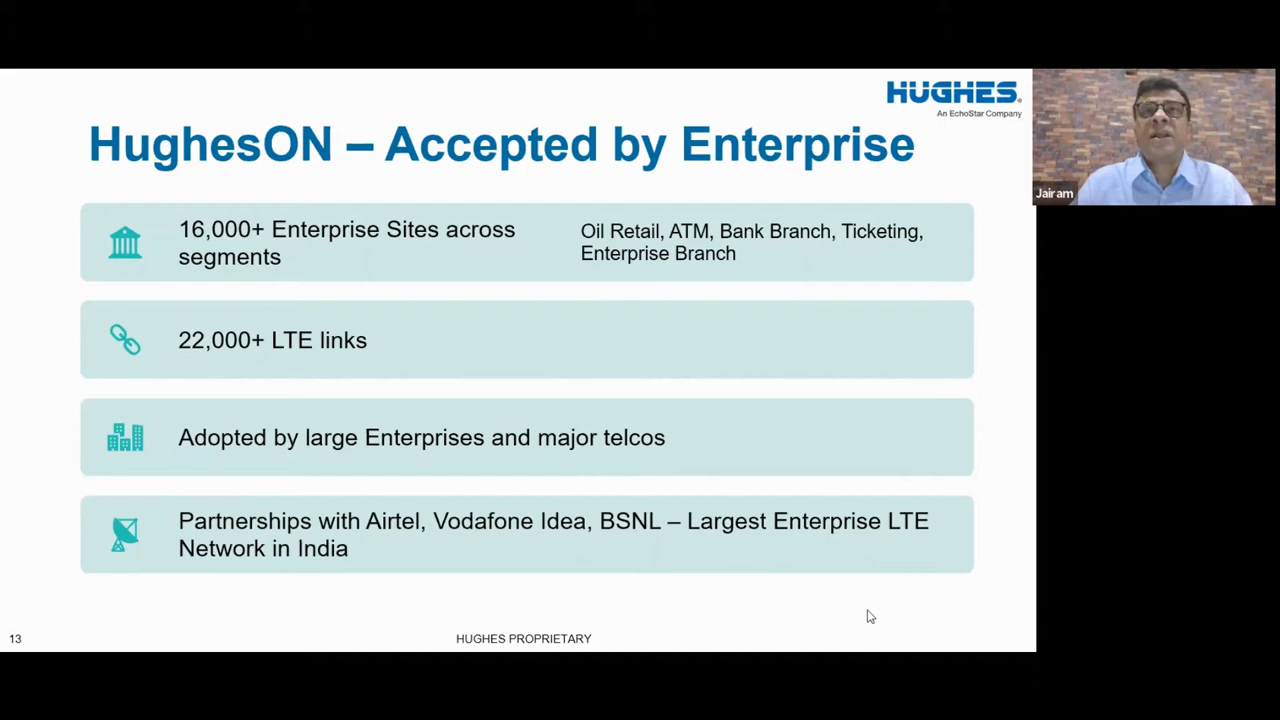 HUGHES®
An EchoStar Company
HughesON – Accepted by Enterprise
Jairam
16,000+ Enterprise Sites across
segments
Oil Retail, ATM, Bank Branch, Ticketing,
Enterprise Branch
22,000+ LTE links
Adopted by large Enterprises and major telcos
Partnerships with Airtel, Vodafone Idea, BSNL – Largest Enterprise LTE
Network in India
13
HUGHES PROPRIETARY